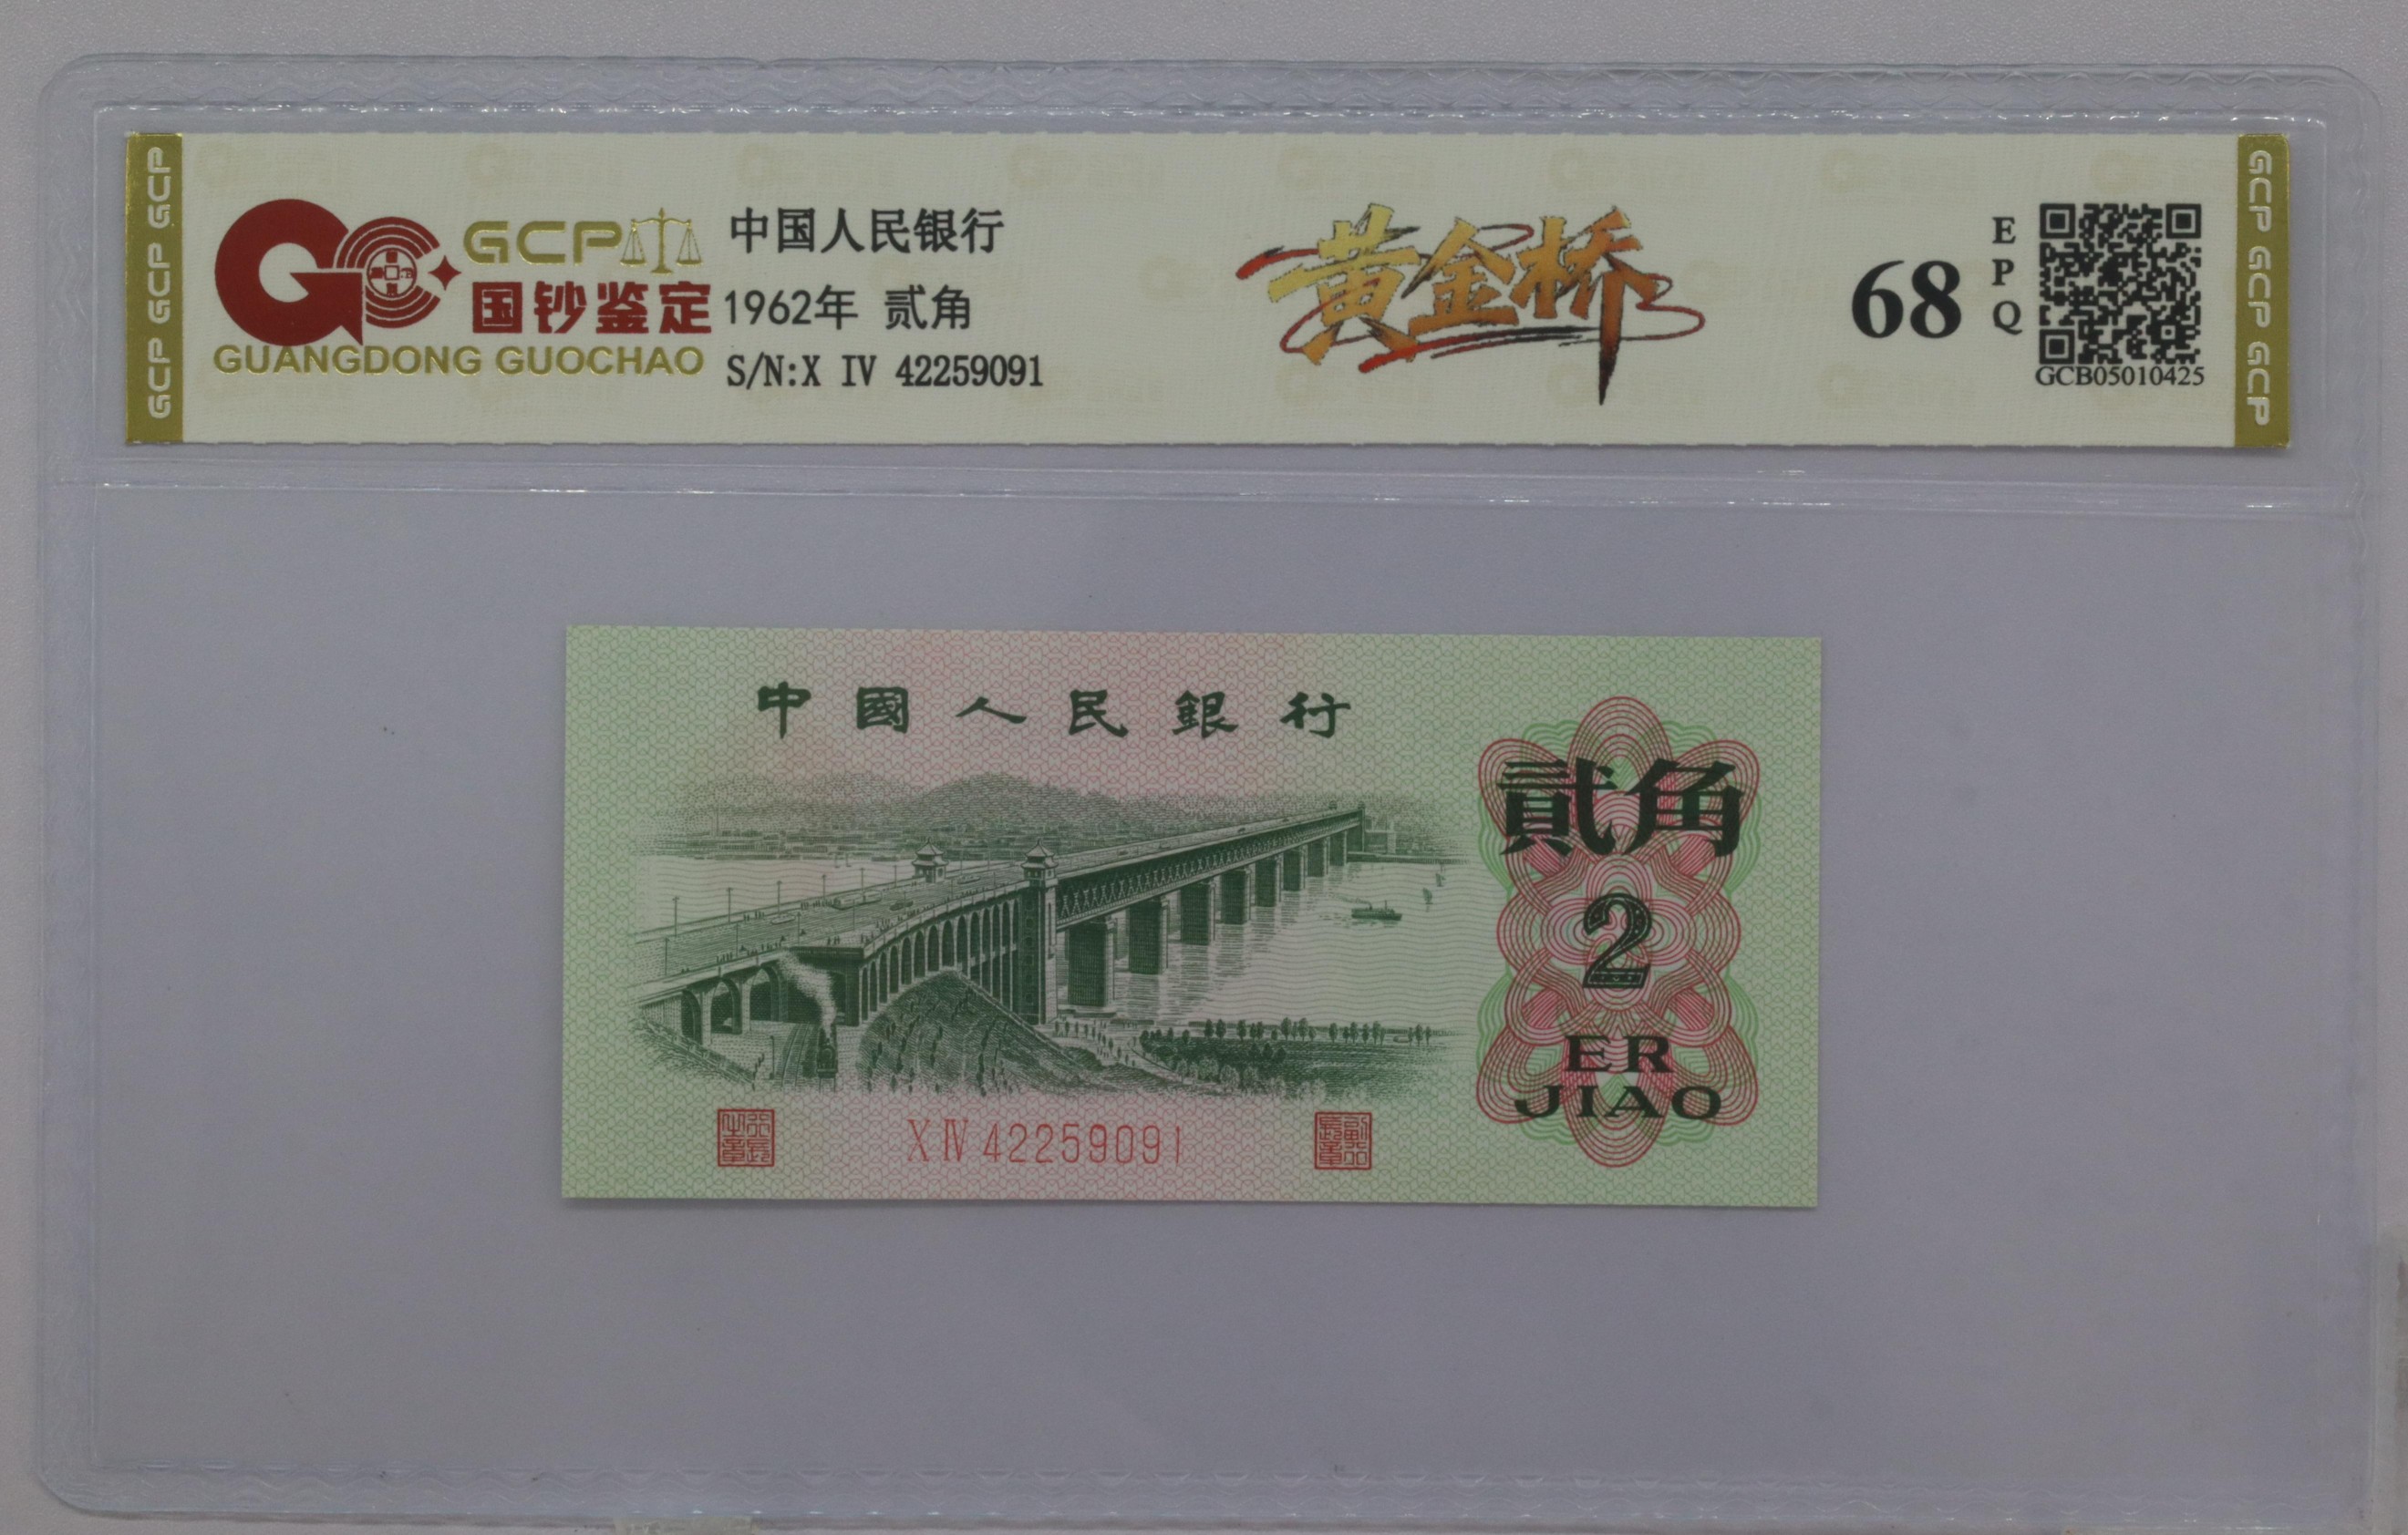 GCP GCP GCP
GCP
国钞鉴定
GUANGDONG GUOCHAO
中国人民银行
1962年 贰角
S/N:X IV 42259091
黄金桥
68
EPQ
GCB05010425
GCP GCP GCP
中國人民銀行
貳角
2
ER
JIAO
X IV 42259091